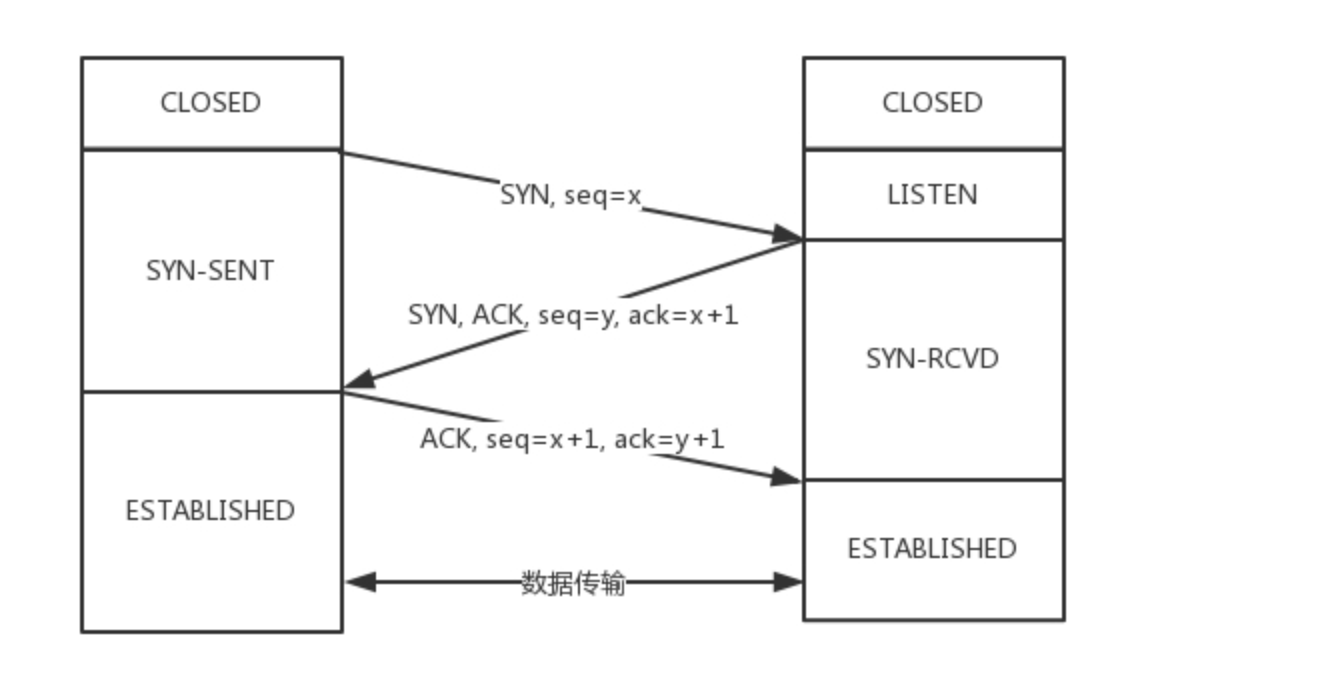 CLOSED
CLOSED
SYN, seq=x
LISTEN
SYN-SENT
SYN, ACK, seq=y, ack=x+1
SYN-RCVD
ACK, seq=x+1, ack=y+1
ESTABLISHED
ESTABLISHED
数据传输